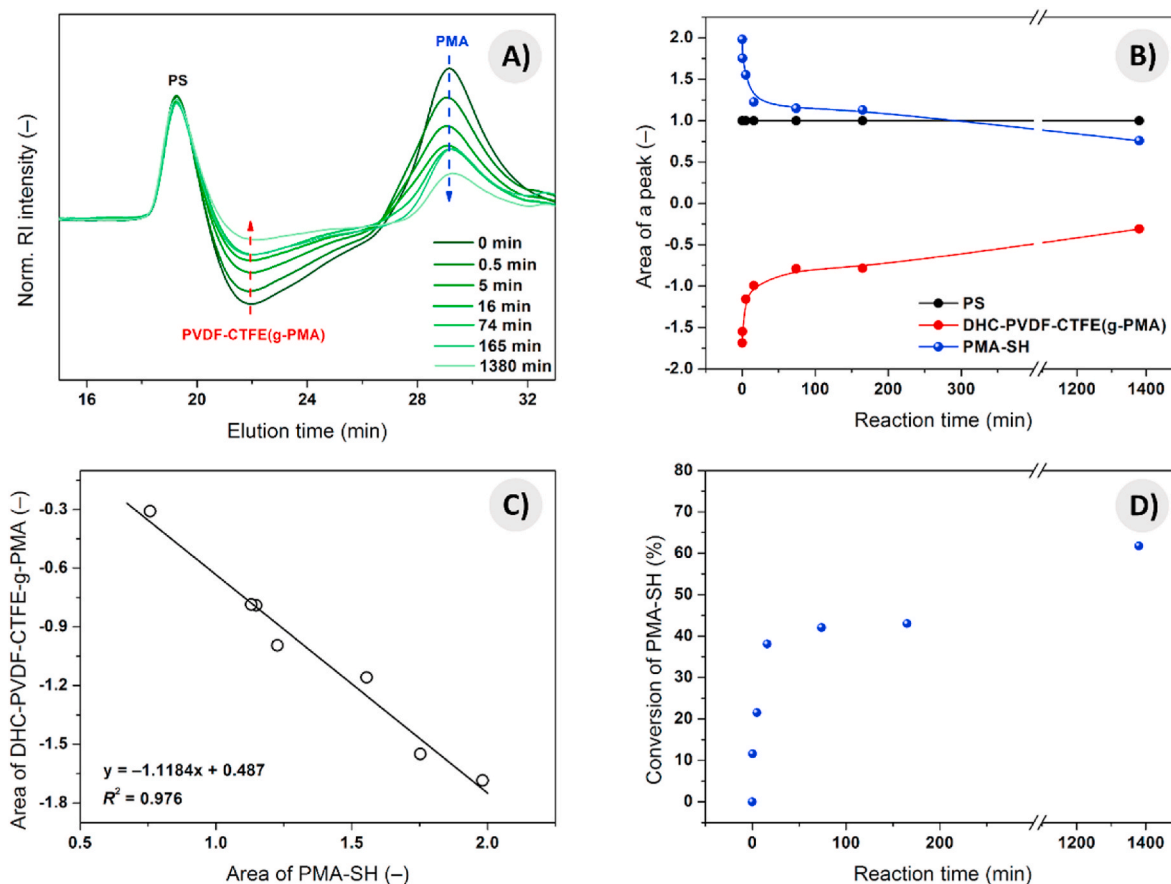 A)
PS
PMA
PVDF-CTFE(g-PMA)
0 min
0.5 min
5 min
16 min
74 min
165 min
1380 min
Norm. RI intensity (–)
16 20 24 28 32
Elution time (min)
B)
2.0
1.5
1.0
0.5
0.0
-0.5
-1.0
-1.5
-2.0
Area of a peak (–)
PS
DHC-PVDF-CTFE(g-PMA)
PMA-SH
0 100 200 300 1200 1400
Reaction time (min)
C)
-0.3
-0.6
-0.9
-1.2
-1.5
-1.8
Area of DHC-PVDF-CTFE-g-PMA (–)
y = –1.1184x + 0.487
R² = 0.976
0.5 1.0 1.5 2.0
Area of PMA-SH (–)
D)
80
70
60
50
40
30
20
10
0
Conversion of PMA-SH (%)
0 100 200 1200 1400
Reaction time (min)